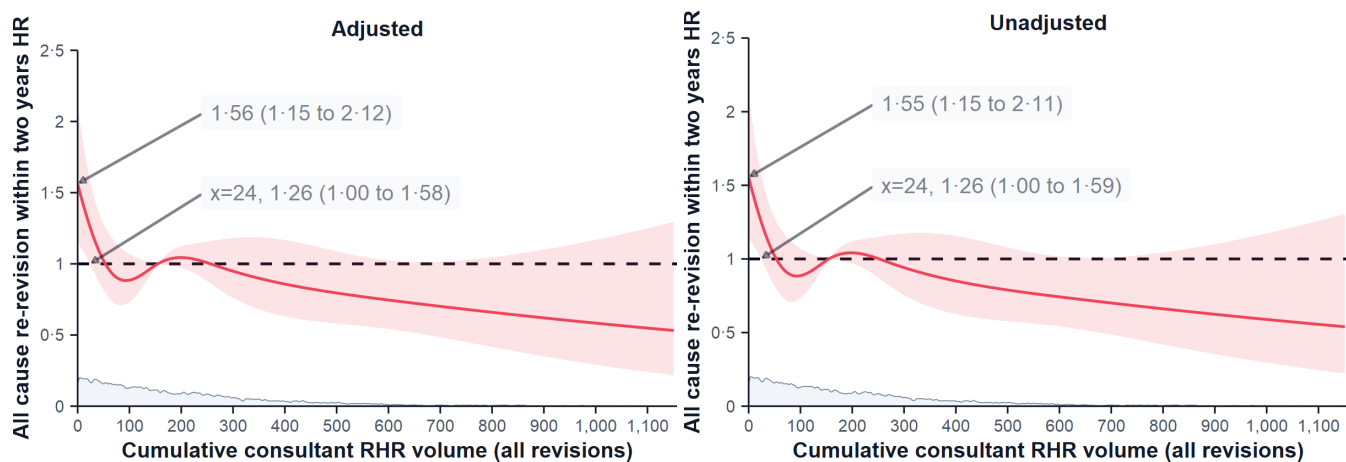 Adjusted
All cause re-revision within two years HR
2·5
2
1·5
1
0·5
0
1·56 (1·15 to 2·12)
x=24, 1·26 (1·00 to 1·58)
0 100 200 300 400 500 600 700 800 900 1,000 1,100
Cumulative consultant RHR volume (all revisions)
Unadjusted
All cause re-revision within two years HR
2·5
2
1·5
1
0·5
0
1·55 (1·15 to 2·11)
x=24, 1·26 (1·00 to 1·59)
0 100 200 300 400 500 600 700 800 900 1,000 1,100
Cumulative consultant RHR volume (all revisions)